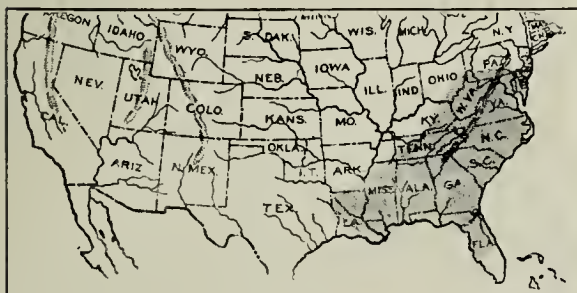 OREGON IDAHO WYO. S. DAK. WIS. MICH. N.Y.
NEV. UTAH COLO. NEB. IOWA ILL. IND. OHIO PA.
CAL. KANS. MO. KY. W.VA. VA.
ARIZ N. MEX. OKLA. I.T. ARK. TENN. N.C.
S.C.
TEX. LA. MISS. ALA. GA.
FLA.